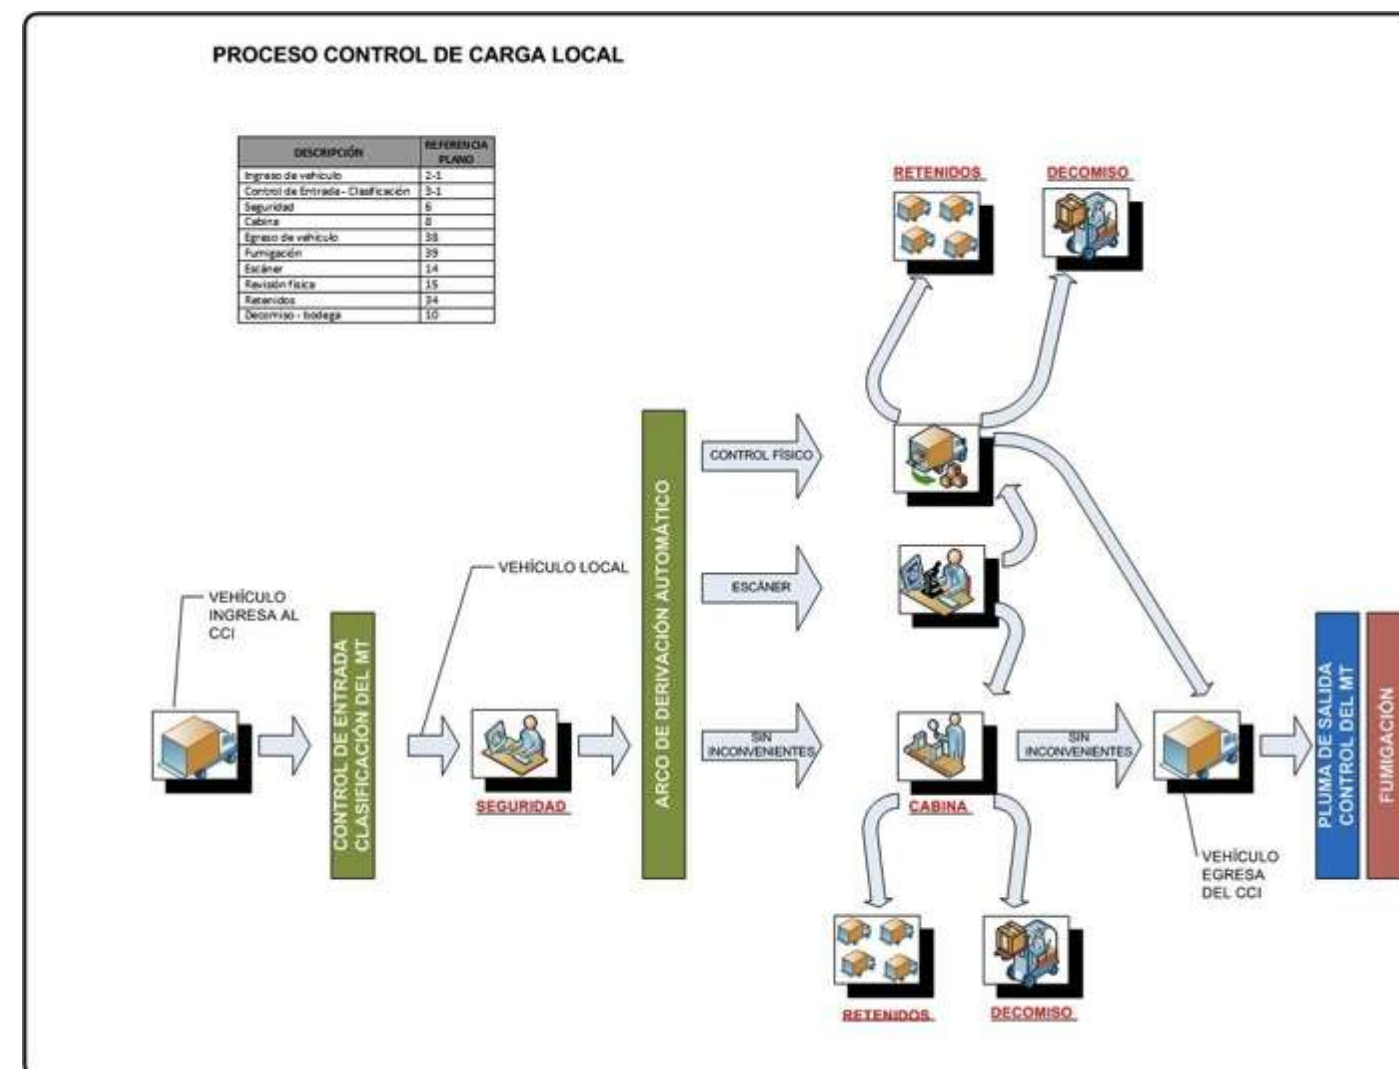 PROCESO CONTROL DE CARGA LOCAL
DESCRIPCIÓN REFERENCIA PLANO
Ingreso de vehículo 2-1
Control de Entrada - Clasificación 3-1
Seguridad 6
Cabina 8
Egreso de vehículo 38
Fumigación 39
Escáner 14
Revisión física 15
Retenidos 34
Decomiso - bodega 10
RETENIDOS
DECOMISO
CONTROL FÍSICO
ESCÁNER
SIN
INCONVENIENTES
VEHÍCULO
INGRESA AL
CCI
CONTROL DE ENTRADA
CLASIFICACIÓN DEL MT
VEHÍCULO LOCAL
SEGURIDAD
ARCO DE DERIVACIÓN AUTOMÁTICO
CABINA
SIN
INCONVENIENTES
VEHÍCULO
EGRESA
DEL CCI
PLUMA DE SALIDA
CONTROL DEL MT
FUMIGACIÓN
RETENIDOS
DECOMISO